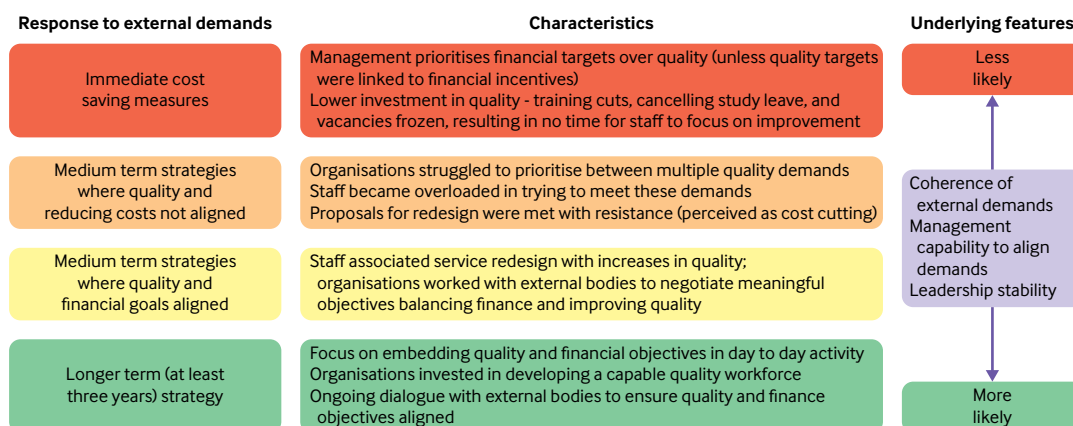 Response to external demands
Characteristics
Underlying features
Immediate cost
saving measures
Management prioritises financial targets over quality (unless quality targets
were linked to financial incentives)
Lower investment in quality - training cuts, cancelling study leave, and
vacancies frozen, resulting in no time for staff to focus on improvement
Less
likely
Medium term strategies
where quality and
reducing costs not aligned
Organisations struggled to prioritise between multiple quality demands
Staff became overloaded in trying to meet these demands
Proposals for redesign were met with resistance (perceived as cost cutting)
Coherence of
external demands
Management
capability to align
demands
Leadership stability
Medium term strategies
where quality and
financial goals aligned
Staff associated service redesign with increases in quality;
organisations worked with external bodies to negotiate meaningful
objectives balancing finance and improving quality
Longer term (at least
three years) strategy
Focus on embedding quality and financial objectives in day to day activity
Organisations invested in developing a capable quality workforce
Ongoing dialogue with external bodies to ensure quality and finance
objectives aligned
More
likely